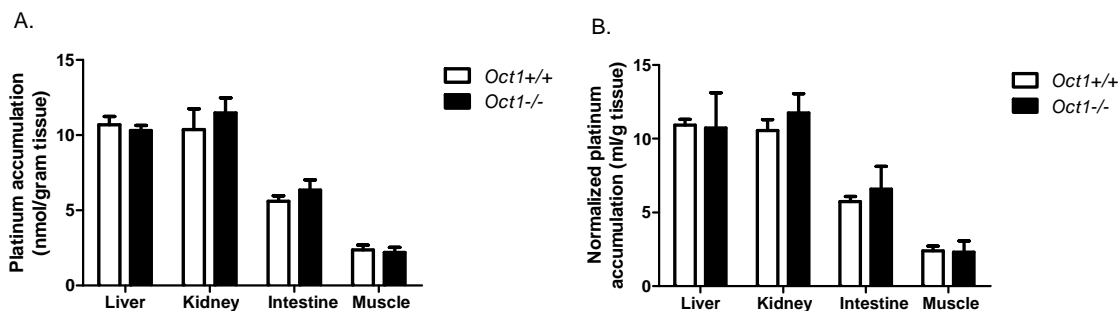 A.
Platinum accumulation
(nmol/gram tissue)
15
10
5
0
Liver Kidney Intestine Muscle
Oct1+/+
Oct1-/-
B.
Normalized platinum
accumulation (ml/g tissue)
15
10
5
0
Liver Kidney Intestine Muscle
Oct1+/+
Oct1-/-